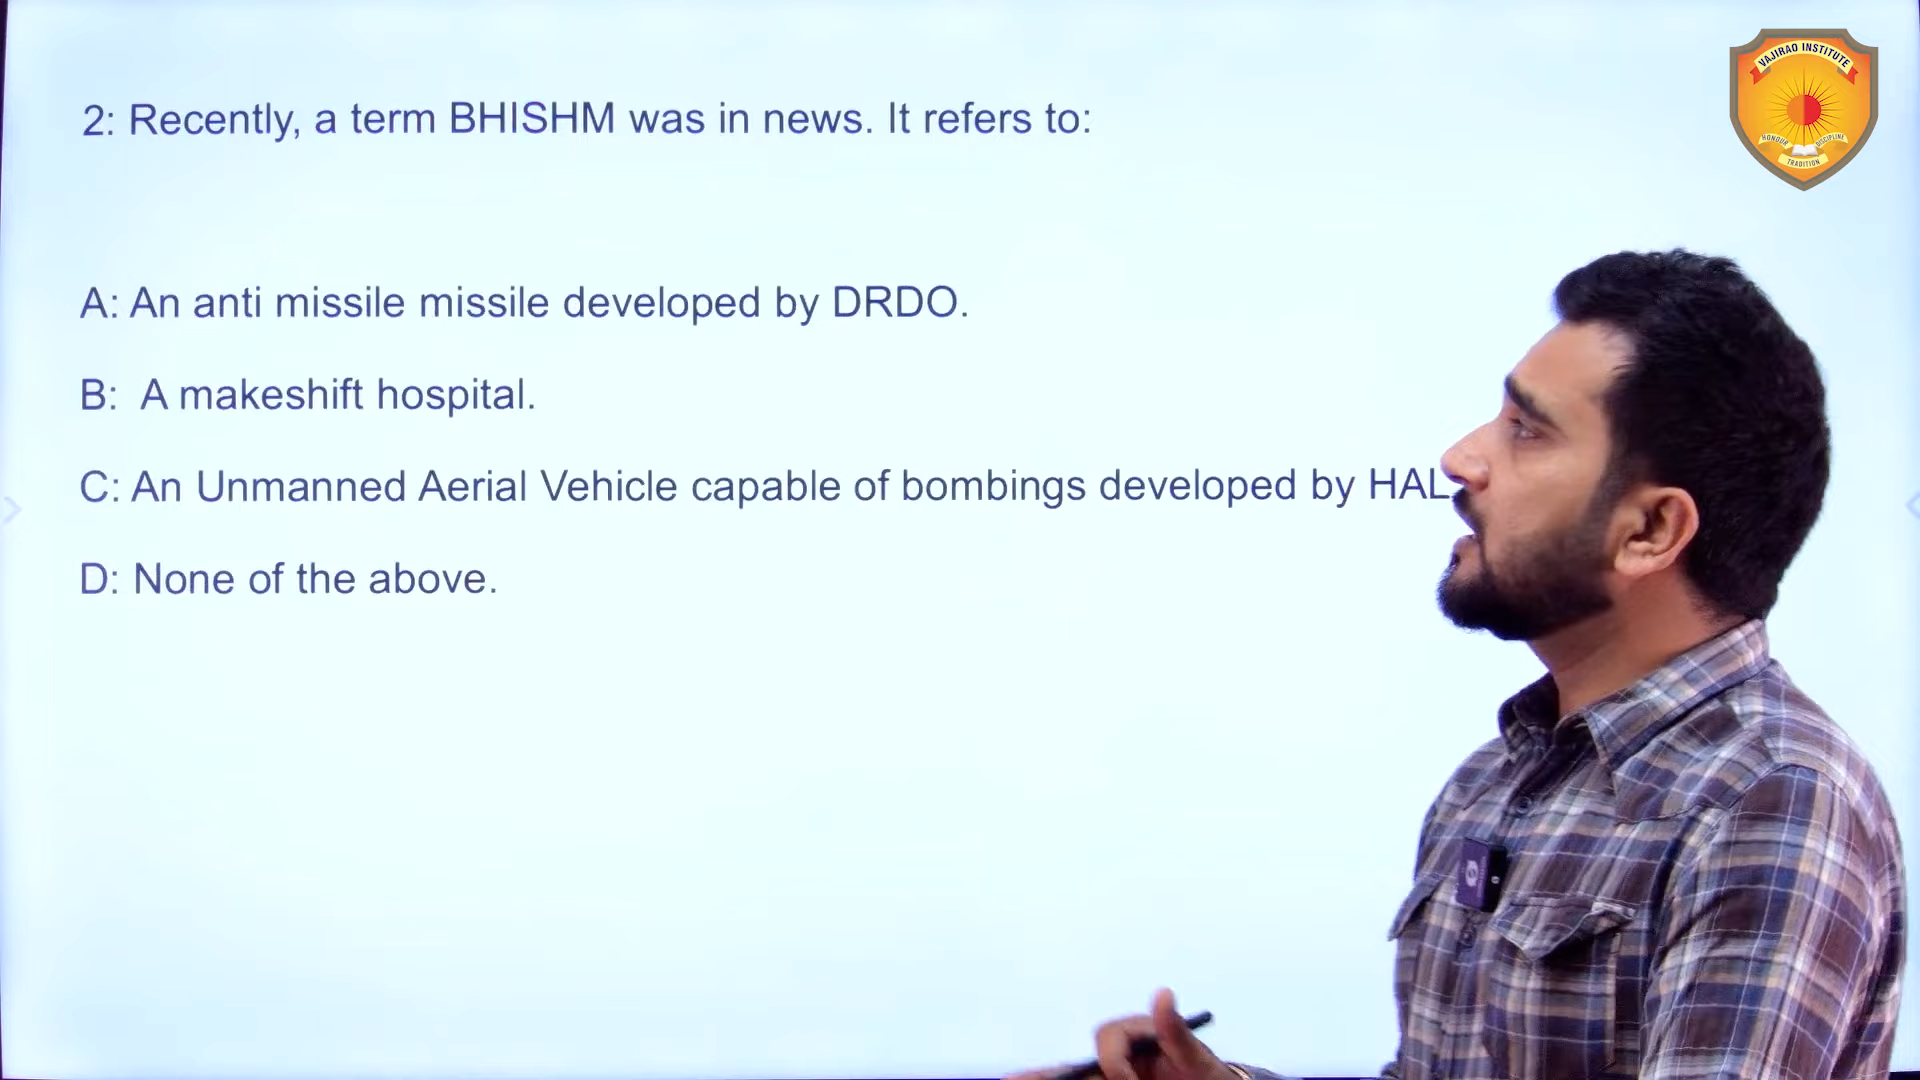 VAJIRAO INSTITUTE
HONOUR
DISCIPLINE
TRADITION
2: Recently, a term BHISHM was in news. It refers to:
A: An anti missile missile developed by DRDO.
B: A makeshift hospital.
C: An Unmanned Aerial Vehicle capable of bombings developed by HAL
D: None of the above.